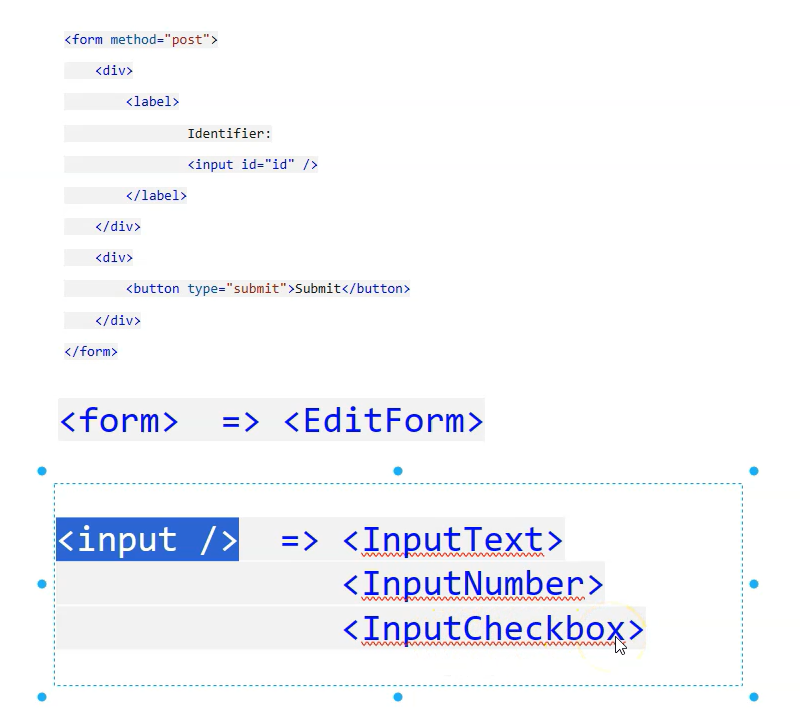 <form method="post">
<div>
<label>
Identifier:
<input id="id" />
</label>
</div>
<div>
<button type="submit">Submit</button>
</div>
</form>
<form>  => <EditForm>
<input />  => <InputText>
<InputNumber>
<InputCheckbox>